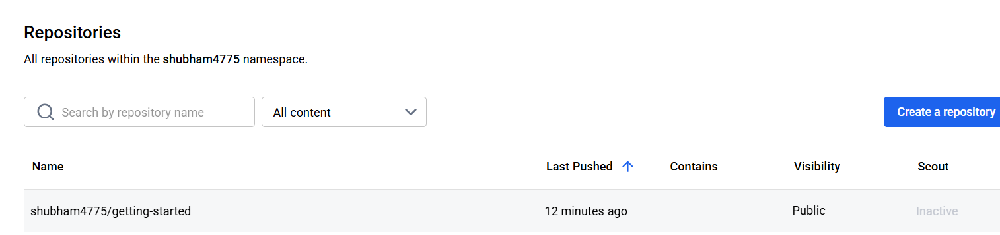 Repositories
All repositories within the shubham4775 namespace.
Search by repository name
All content
Create a repository
Name Last Pushed Contains Visibility Scout
shubham4775/getting-started 12 minutes ago Public Inactive